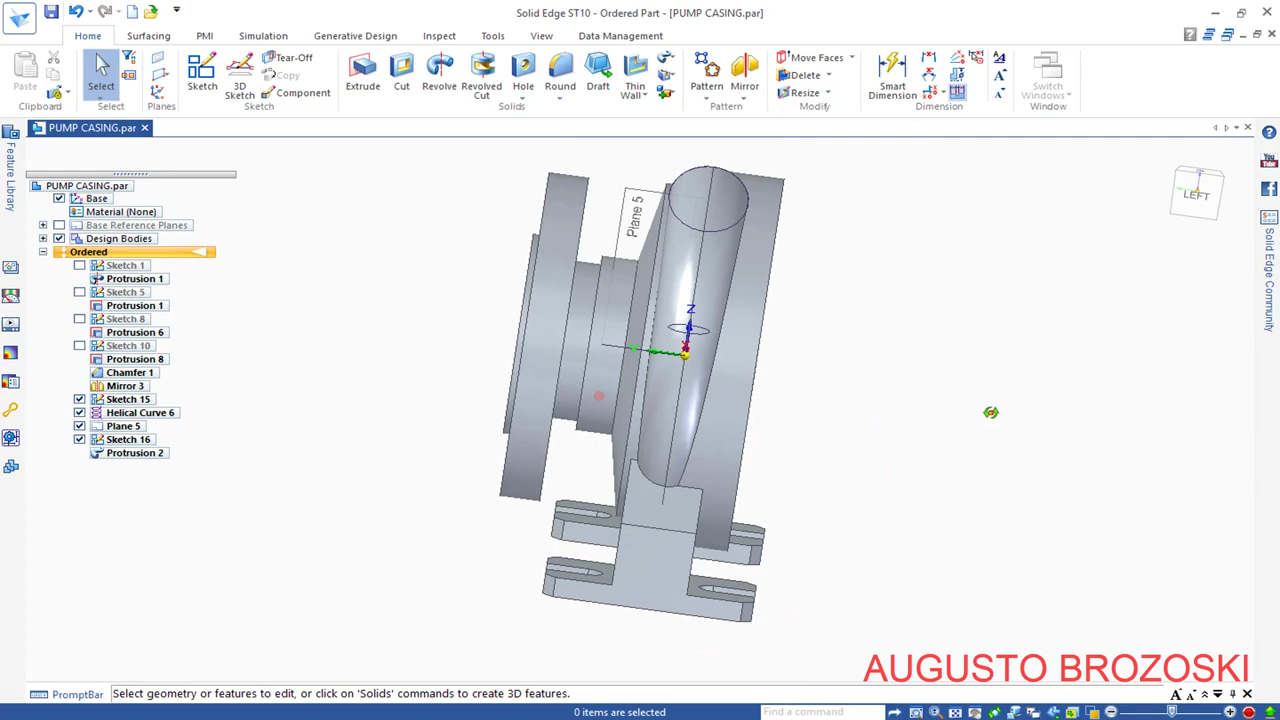 Solid Edge ST10 - Ordered Part - [PUMP CASING.par]
Home Surfacing PMI Simulation Generative Design Inspect Tools View Data Management
Paste
Clipboard
Select
Select
Planes
Sketch
3D Sketch
Tear-Off
Copy
Component
Sketch
Extrude
Cut
Revolve
Revolved Cut
Hole
Round
Draft
Thin Wall
Solids
Pattern
Mirror
Pattern
Move Faces
Delete
Resize
Modify
Smart Dimension
Dimension
Switch Windows
Window
PUMP CASING.par
Feature Library
PUMP CASING.par
Base
Material (None)
Base Reference Planes
Design Bodies
Ordered
Sketch 1
Protrusion 1
Sketch 5
Protrusion 1
Sketch 8
Protrusion 6
Sketch 10
Protrusion 8
Chamfer 1
Mirror 3
Sketch 15
Helical Curve 6
Plane 5
Sketch 16
Protrusion 2
Plane 5
Z
LEFT
You Tube
Solid Edge Community
AUGUSTO BROZOSKI
PromptBar
Select geometry or features to edit, or click on 'Solids' commands to create 3D features.
0 items are selected
Find a command